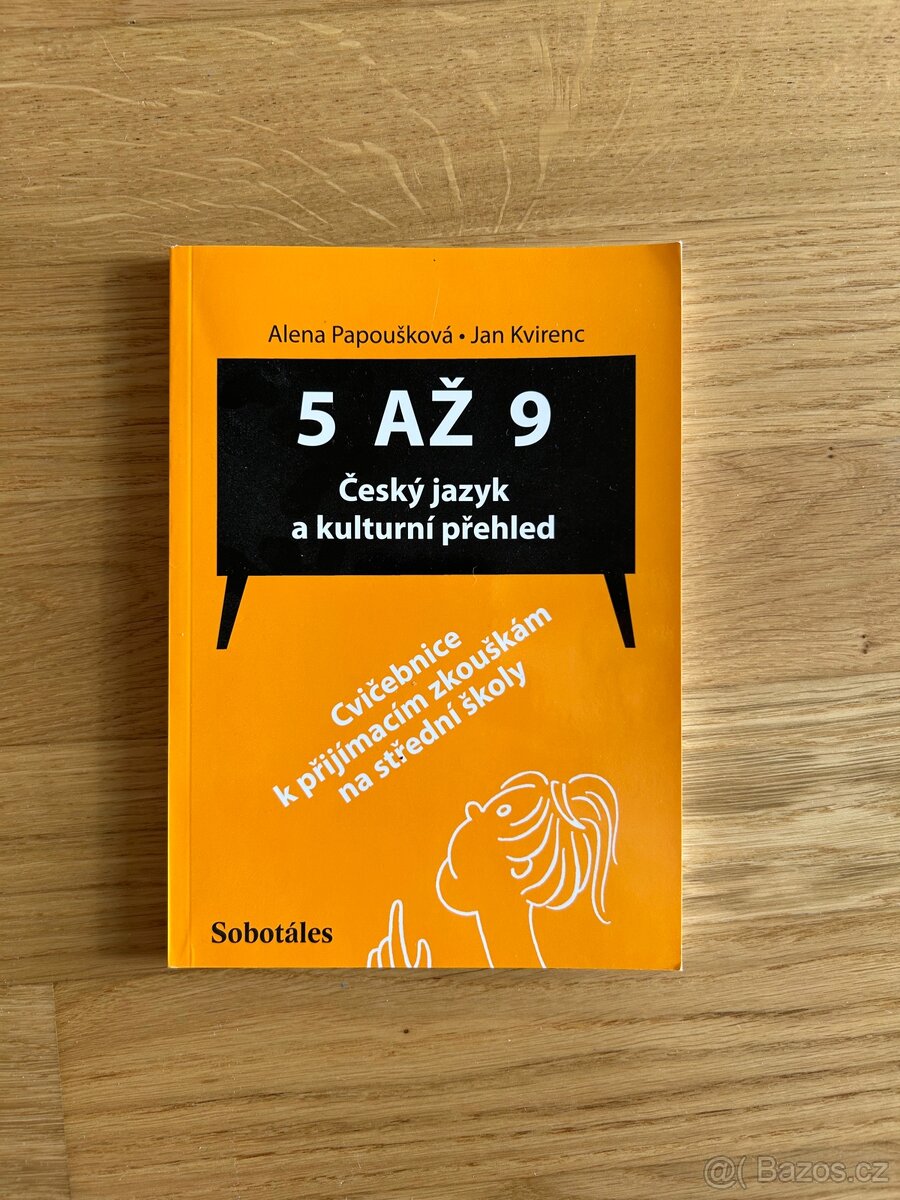 Alena Papoušková • Jan Kvirenc
5 AŽ 9
Český jazyk
a kulturní přehled
Cvičebnice
k přijímacím zkouškám
na střední školy
Sobotáles
@( Bazos.cz